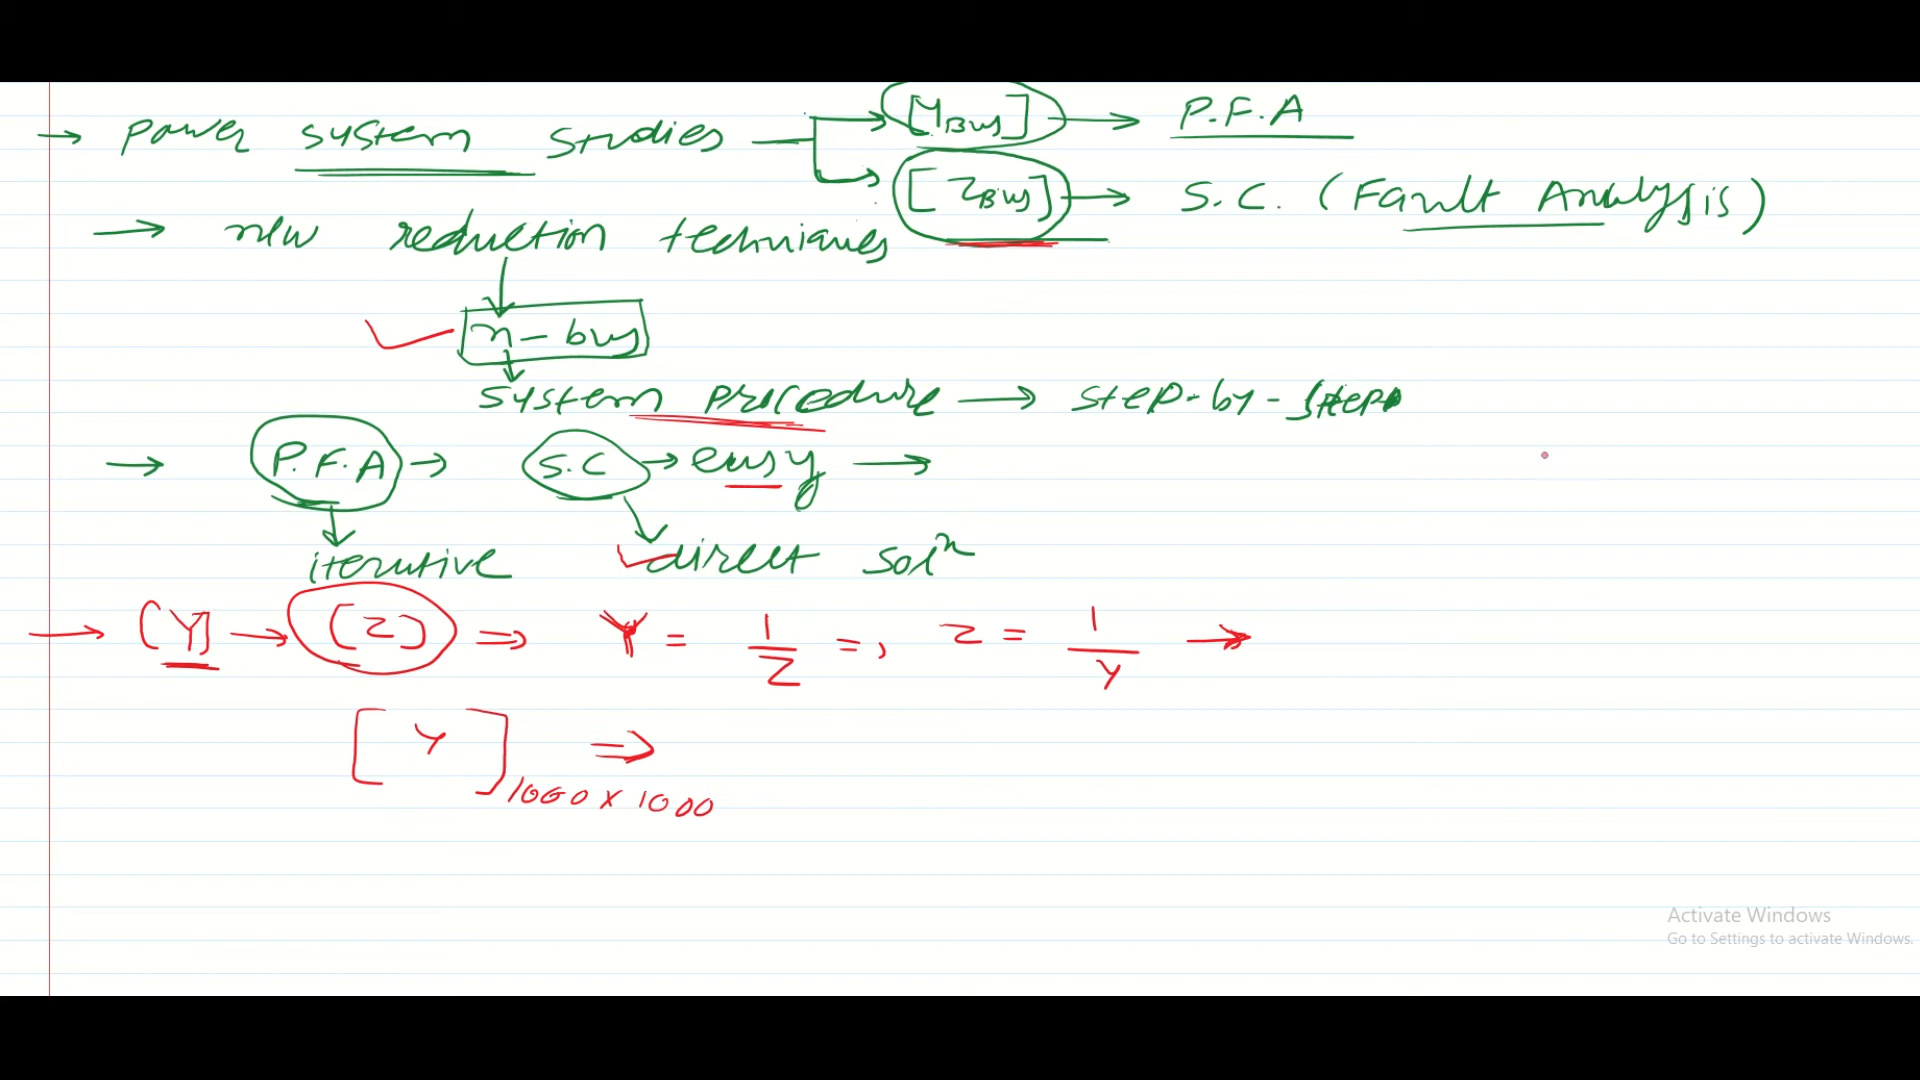 → power system studies → [YBus] → P.F.A
[ZBus] → S.C. (Fault Analysis)
→ n/w reduction techniques
n-bus
system procedure → step-by-step
→ P.F.A → S.C → easy →
iterative direct solⁿ
→ [Y] → [Z] ⇒ Y = 1/Z =, Z = 1/Y →
[Y]1000 x 1000 ⇒
Activate Windows
Go to Settings to activate Windows.